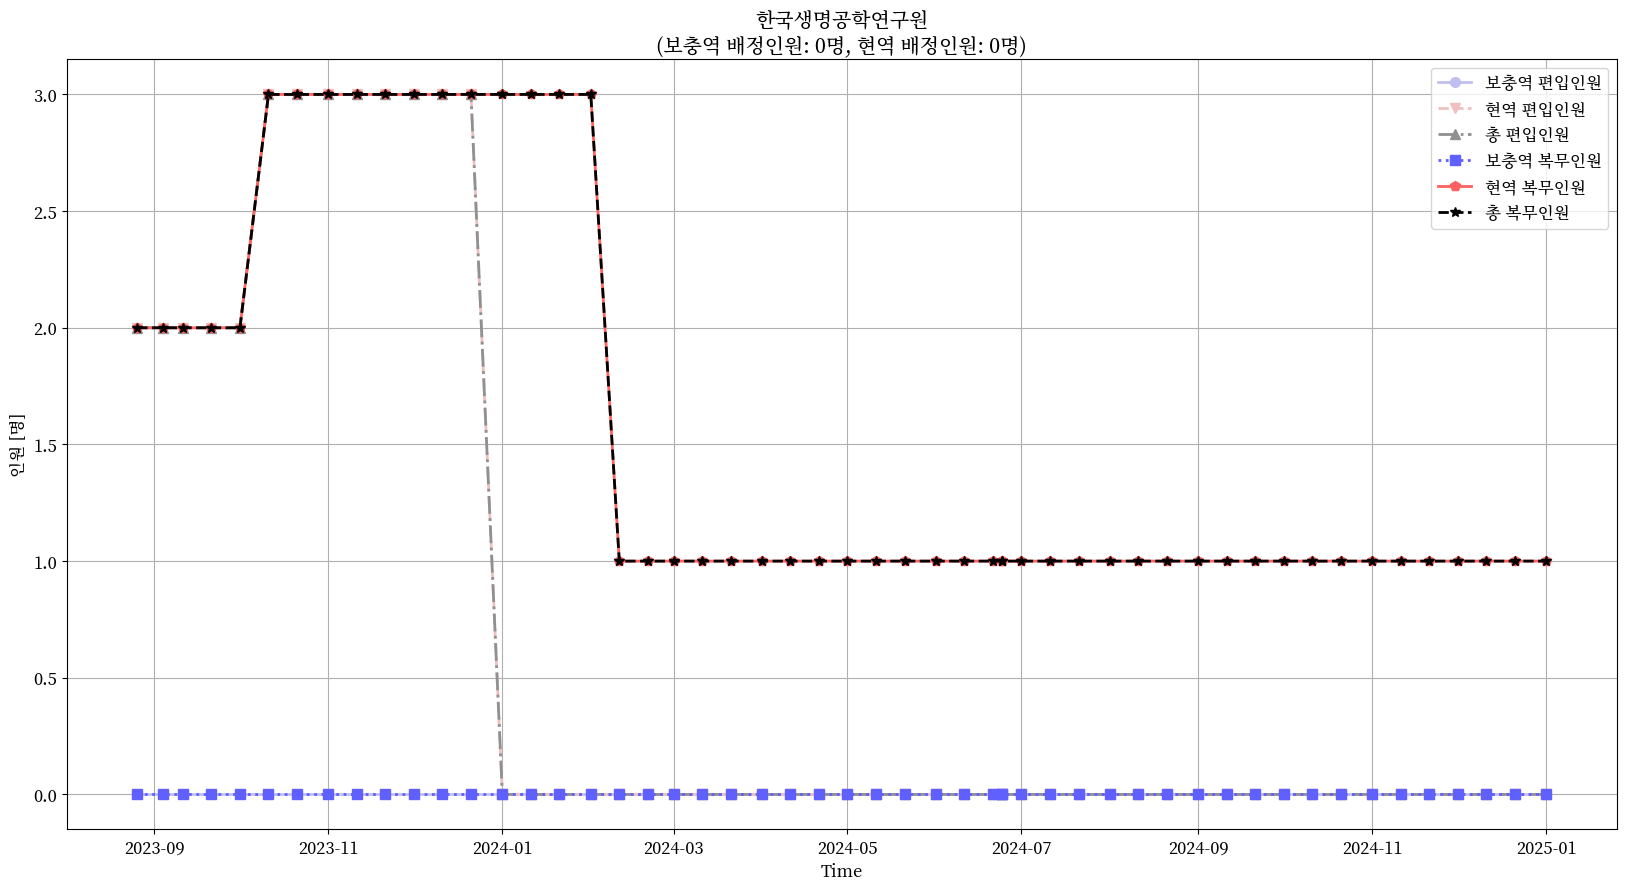 한국생명공학연구원
(보충역 배정인원: 0명, 현역 배정인원: 0명)
보충역 편입인원
현역 편입인원
총 편입인원
보충역 복무인원
현역 복무인원
총 복무인원
인원 [명]
3.0
2.5
2.0
1.5
1.0
0.5
0.0
2023-09
2023-11
2024-01
2024-03
2024-05
2024-07
2024-09
2024-11
2025-01
Time